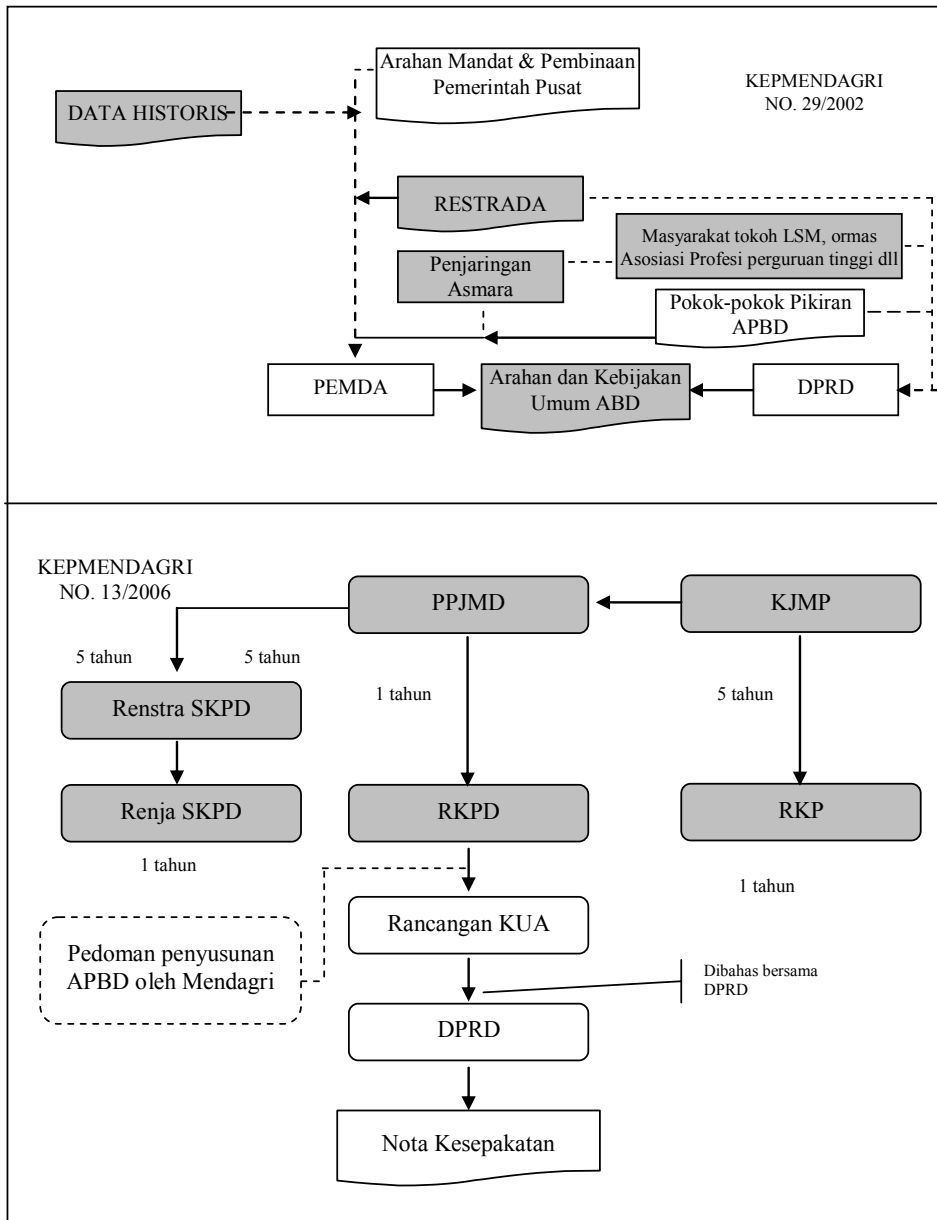 Arahan Mandat & Pembinaan
Pemerintah Pusat
KEPMENDAGRI
NO. 29/2002
DATA HISTORIS
RESTRADA
Masyarakat tokoh LSM, ormas
Asosiasi Profesi perguruan tinggi dll
Penjaringan
Asmara
Pokok-pokok Pikiran
APBD
PEMDA
Arahan dan Kebijakan
Umum ABD
DPRD
KEPMENDAGRI
NO. 13/2006
PPJMD
KJMP
5 tahun
5 tahun
1 tahun
5 tahun
Renstra SKPD
Renja SKPD
RKPD
RKP
1 tahun
1 tahun
Rancangan KUA
Pedoman penyusunan
APBD oleh Mendagri
Dibahas bersama
DPRD
DPRD
Nota Kesepakatan